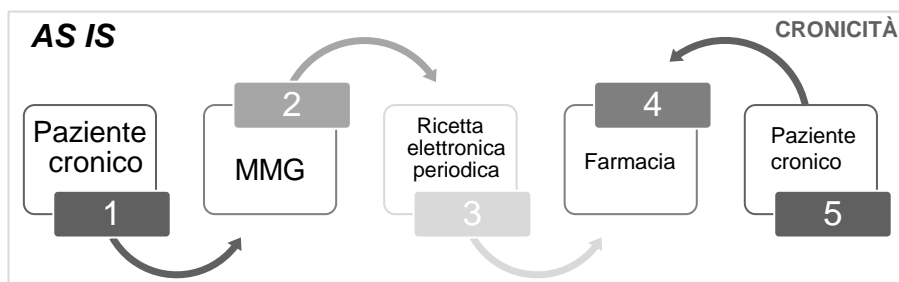 AS IS
CRONICITÀ
Paziente
cronico
1
2
MMG
Ricetta
elettronica
periodica
3
4
Farmacia
Paziente
cronico
5